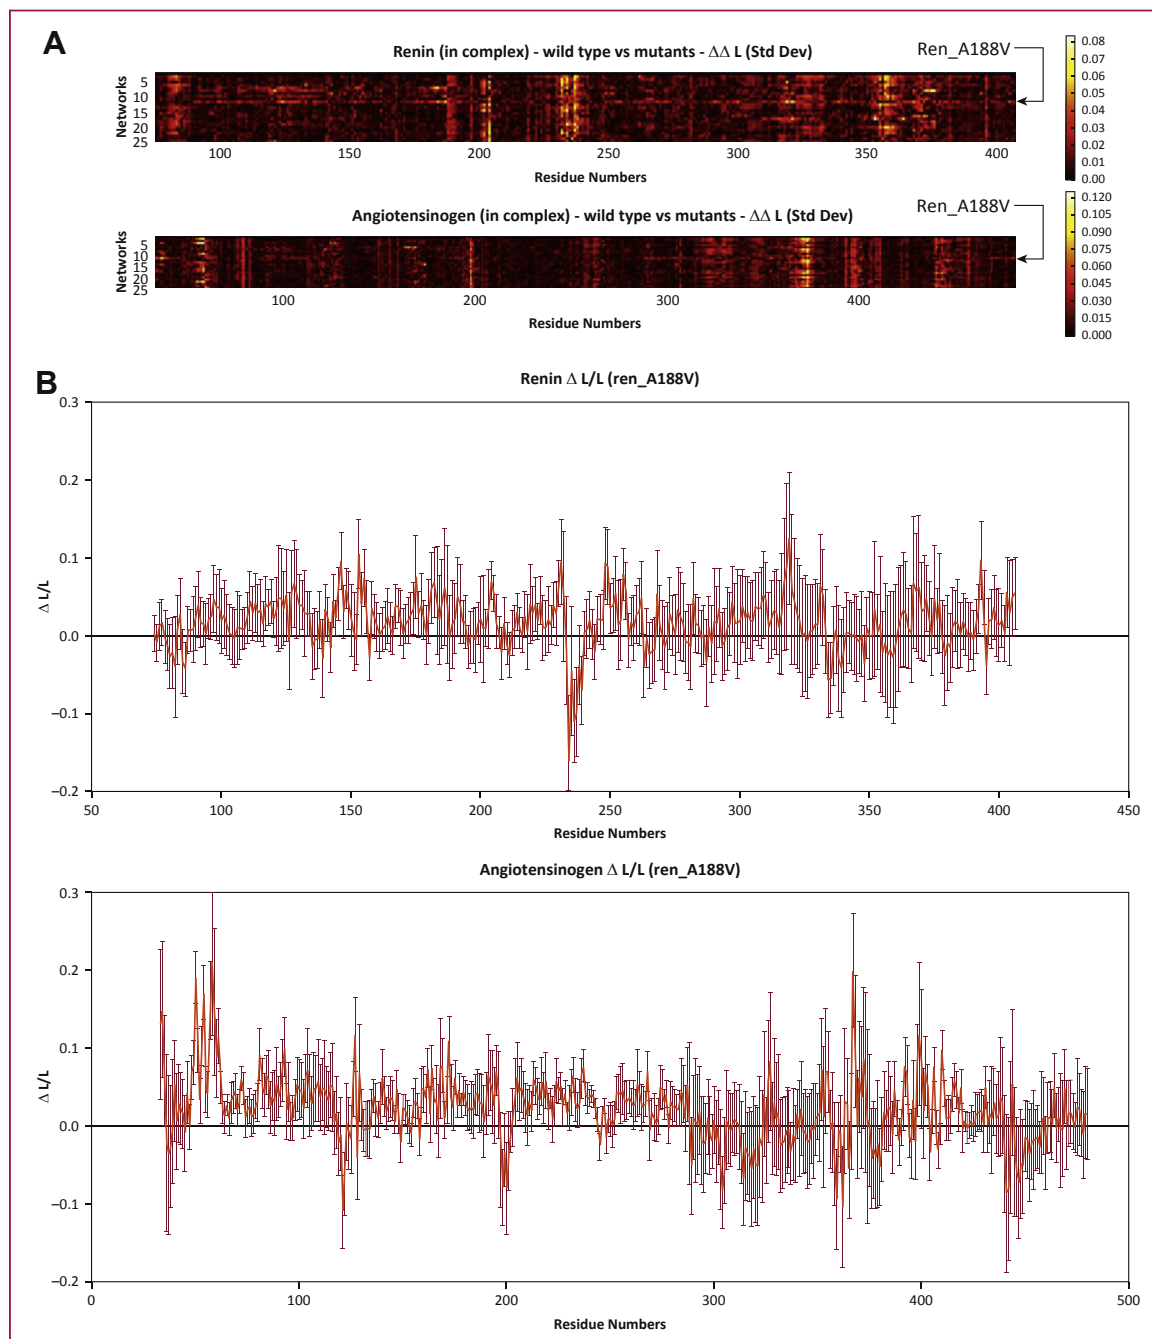 A
Renin (in complex) - wild type vs mutants - ΔΔ L (Std Dev)
Ren_A188V
Networks
5
10
15
20
25
100 150 200 250 300 350 400
Residue Numbers
0.08
0.07
0.06
0.05
0.04
0.03
0.02
0.01
0.00
Angiotensinogen (in complex) - wild type vs mutants - ΔΔ L (Std Dev)
Ren_A188V
Networks
5
10
15
20
25
100 200 300 400
Residue Numbers
0.120
0.105
0.090
0.075
0.060
0.045
0.030
0.015
0.000
B
Renin Δ L/L (ren_A188V)
Δ L/L
0.3
0.2
0.1
0.0
–0.1
–0.2
50 100 150 200 250 300 350 400 450
Residue Numbers
Angiotensinogen Δ L/L (ren_A188V)
Δ L/L
0.3
0.2
0.1
0.0
–0.1
–0.2
0 100 200 300 400 500
Residue Numbers